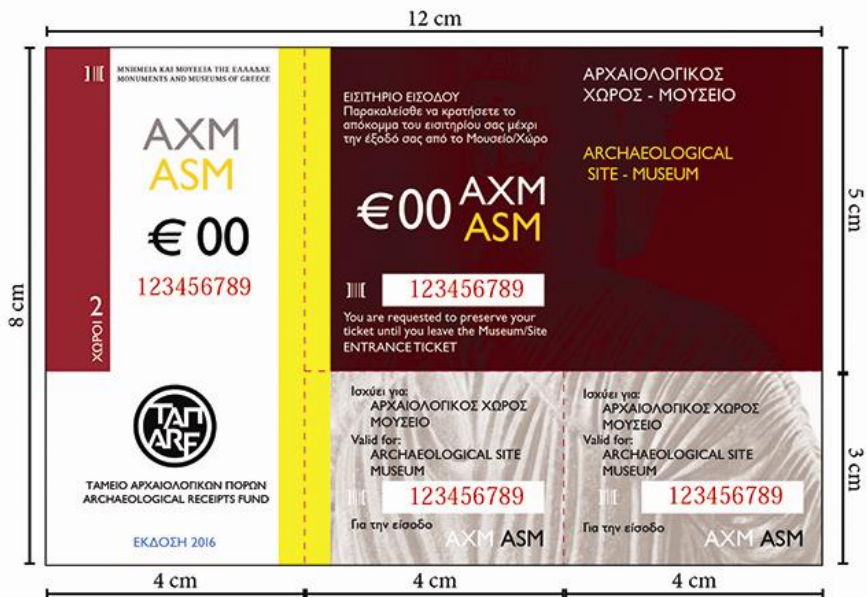 12 cm
8 cm
5 cm
3 cm
ΜΝΗΜΕΙΑ ΚΑΙ ΜΟΥΣΕΙΑ ΤΗΣ ΕΛΛΑΔΑΣ
MONUMENTS AND MUSEUMS OF GREECE
ΑΧΜ
ASM
€ 00
123456789
ΧΩΡΟΙ 2
ΤΑΠ
ARF
ΤΑΜΕΙΟ ΑΡΧΑΙΟΛΟΓΙΚΩΝ ΠΟΡΩΝ
ARCHAEOLOGICAL RECEIPTS FUND
ΕΚΔΟΣΗ 2016
ΕΙΣΙΤΗΡΙΟ ΕΙΣΟΔΟΥ
Παρακαλείσθε να κρατήσετε το
απόκομμα του εισιτηρίου σας μέχρι
την έξοδό σας από το Μουσείο/Χώρο
€ 00 ΑΧΜ
ASM
123456789
You are requested to preserve your
ticket until you leave the Museum/Site
ENTRANCE TICKET
ΑΡΧΑΙΟΛΟΓΙΚΟΣ
ΧΩΡΟΣ - ΜΟΥΣΕΙΟ
ARCHAEOLOGICAL
SITE - MUSEUM
Ισχύει για:
ΑΡΧΑΙΟΛΟΓΙΚΟΣ ΧΩΡΟΣ
ΜΟΥΣΕΙΟ
Valid for:
ARCHAEOLOGICAL SITE
MUSEUM
123456789
Για την είσοδο
ΑΧΜ ASM
Ισχύει για:
ΑΡΧΑΙΟΛΟΓΙΚΟΣ ΧΩΡΟΣ
ΜΟΥΣΕΙΟ
Valid for:
ARCHAEOLOGICAL SITE
MUSEUM
123456789
Για την είσοδο
ΑΧΜ ASM
4 cm
4 cm
4 cm